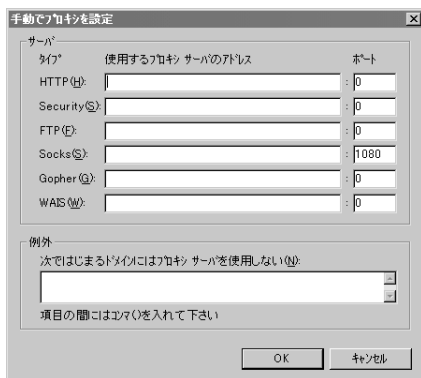 手動でﾌﾟﾛｷｼを設定
サーバ
ﾀｲﾌﾟ 使用するﾌﾟﾛｷｼ ｻｰﾊﾞのｱﾄﾞﾚｽ ﾎﾟｰﾄ
HTTP(H): : 0
Security(S): : 0
FTP(F): : 0
Socks(S): : 1080
Gopher(G): : 0
WAIS(W): : 0
例外
次ではじまるﾄﾞﾒｲﾝにはﾌﾟﾛｷｼ ｻｰﾊﾞを使用しない(N):
項目の間にはｺﾝﾏ()を入れて下さい
OK ｷｬﾝｾﾙ